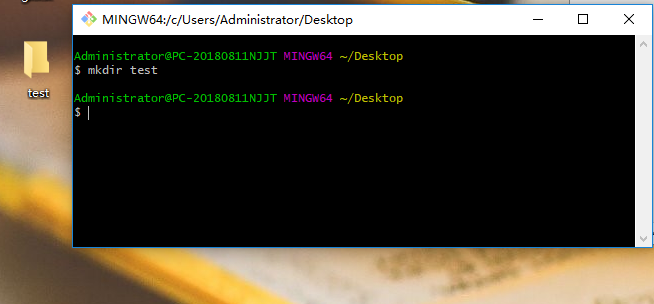 MINGW64:/c/Users/Administrator/Desktop
Administrator@PC-20180811NJJT MINGW64 ~/Desktop
$ mkdir test
Administrator@PC-20180811NJJT MINGW64 ~/Desktop
$
test